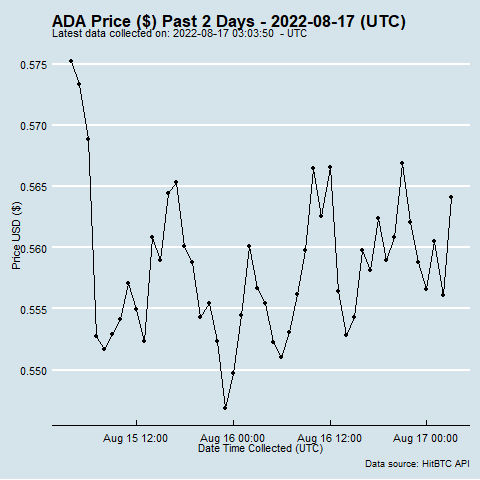 ADA Price ($) Past 2 Days - 2022-08-17 (UTC)
Latest data collected on: 2022-08-17 03:03:50 - UTC
0.575
0.570
0.565
0.560
0.555
0.550
Price USD ($)
Aug 15 12:00 Aug 16 00:00 Aug 16 12:00 Aug 17 00:00
Date Time Collected (UTC)
Data source: HitBTC API